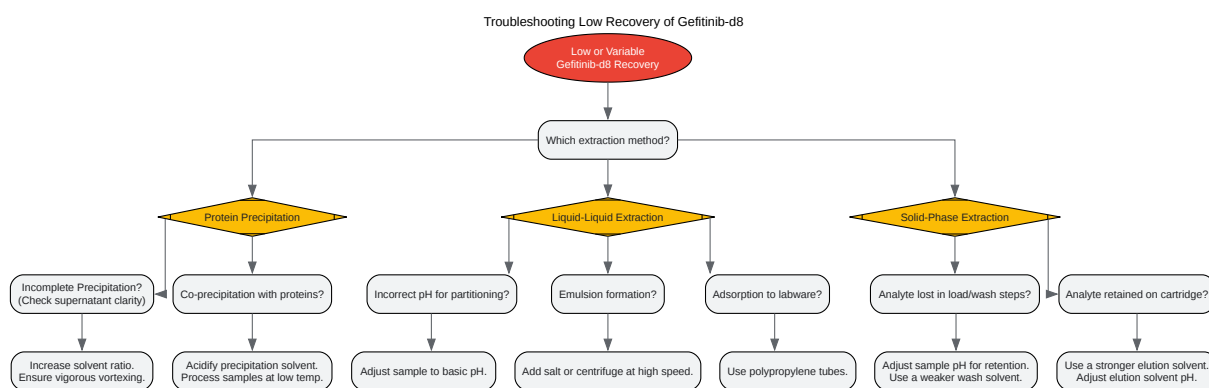 Troubleshooting Low Recovery of Gefitinib-d8
Low or Variable
Gefitinib-d8 Recovery
Which extraction method?
Protein Precipitation
Liquid-Liquid Extraction
Solid-Phase Extraction
Incomplete Precipitation?
(Check supernatant clarity)
Co-precipitation with proteins?
Incorrect pH for partitioning?
Emulsion formation?
Adsorption to labware?
Analyte lost in load/wash steps?
Analyte retained on cartridge?
Increase solvent ratio.
Ensure vigorous vortexing.
Acidify precipitation solvent.
Process samples at low temp.
Adjust sample to basic pH.
Add salt or centrifuge at high speed.
Use polypropylene tubes.
Adjust sample pH for retention.
Use a weaker wash solvent.
Use a stronger elution solvent.
Adjust elution solvent pH.